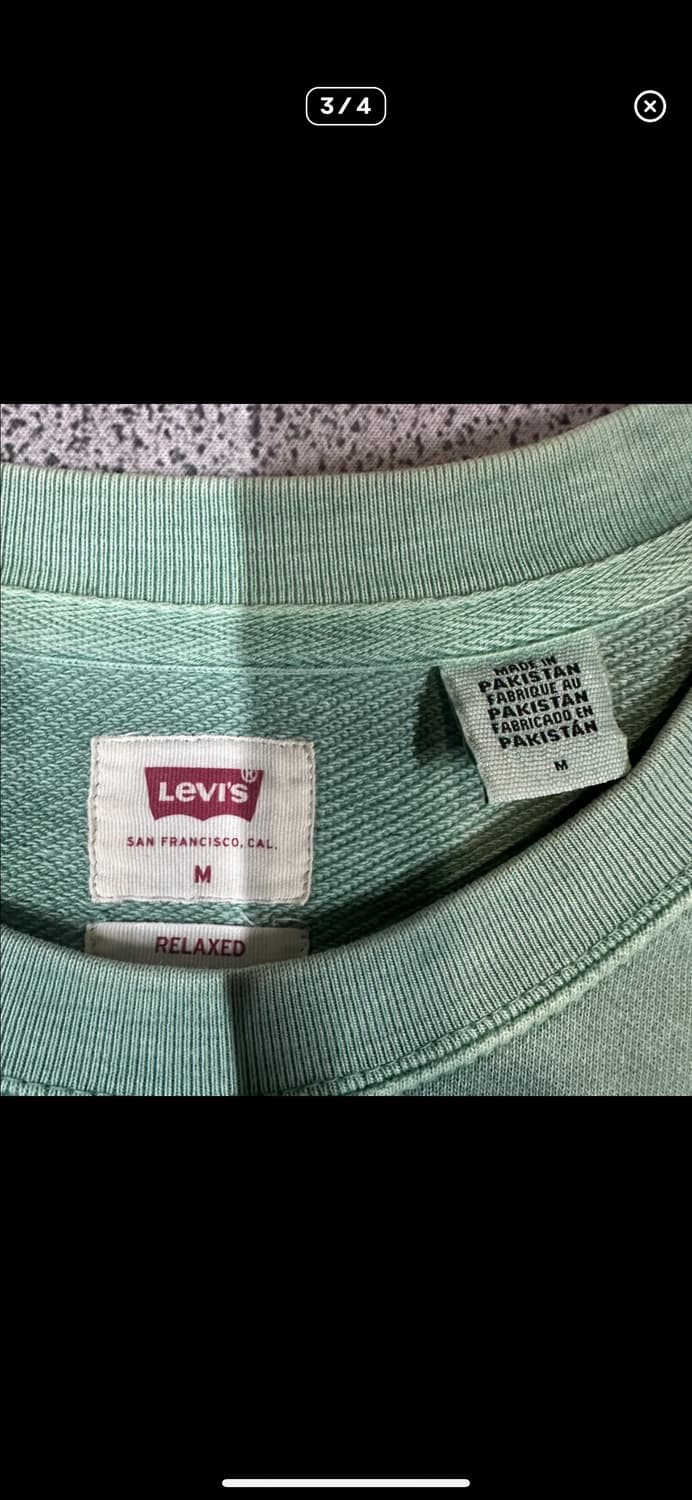 3/4
MADE IN
PAKISTAN
FABRIQUE AU
PAKISTAN
FABRICADO EN
PAKISTÁN
M
LEVI'S®
SAN FRANCISCO, CAL.
M
RELAXED